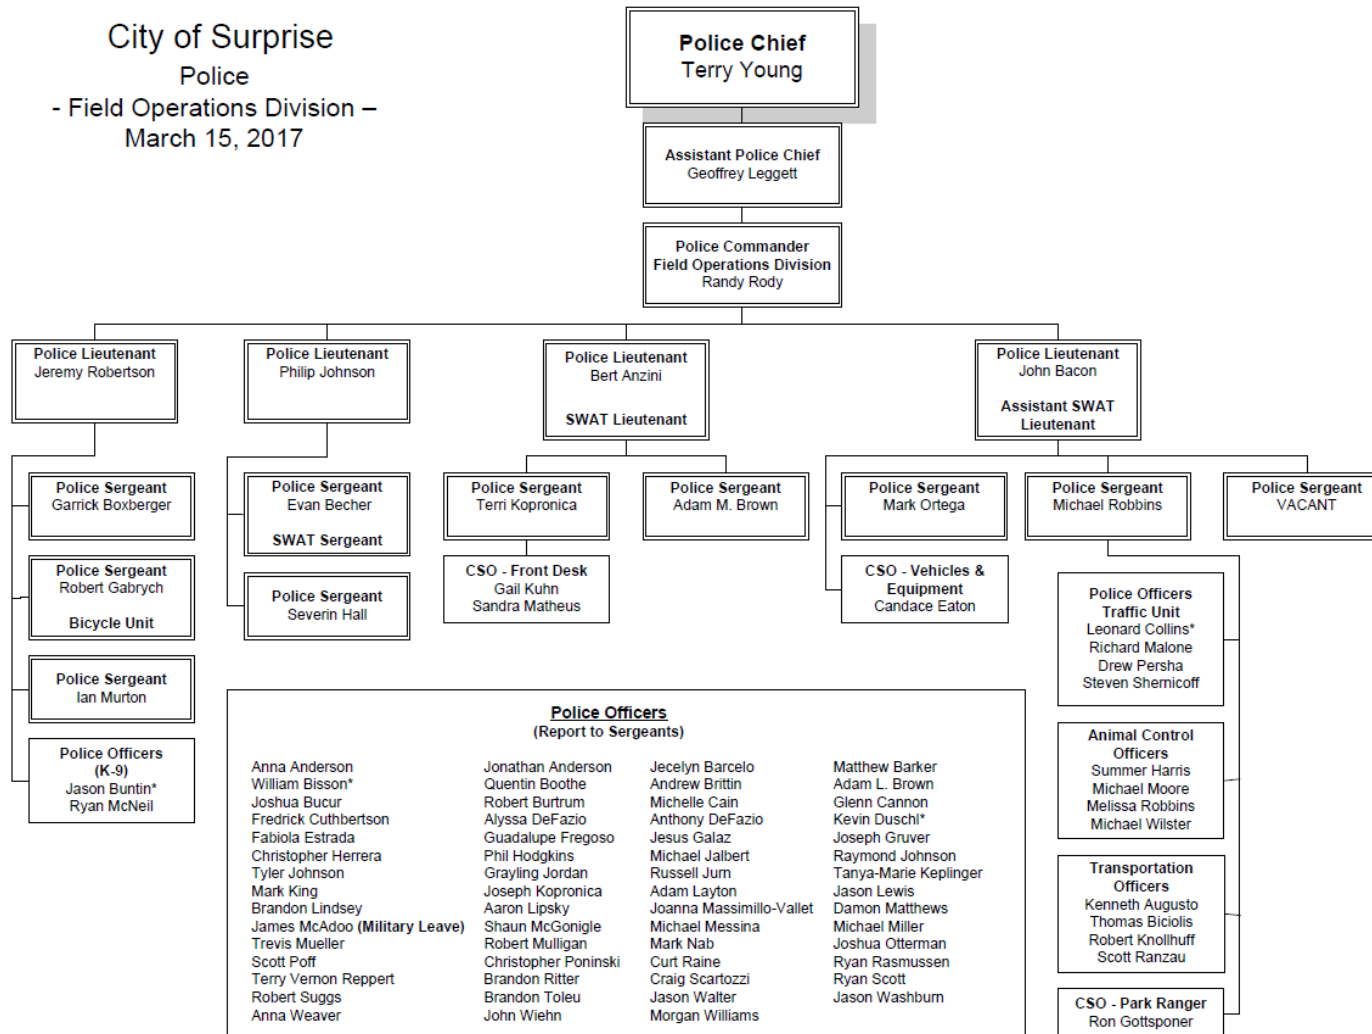 City of Surprise
Police
- Field Operations Division –
March 15, 2017
Police Chief
Terry Young
Assistant Police Chief
Geoffrey Leggett
Police Commander
Field Operations Division
Randy Rody
Police Lieutenant
Jeremy Robertson
Police Lieutenant
Philip Johnson
Police Lieutenant
Bert Anzini
SWAT Lieutenant
Police Lieutenant
John Bacon
Assistant SWAT
Lieutenant
Police Sergeant
Garrick Boxberger
Police Sergeant
Robert Gabrych
Bicycle Unit
Police Sergeant
Ian Murton
Police Officers
(K-9)
Jason Buntin*
Ryan McNeil
Police Sergeant
Evan Becher
SWAT Sergeant
Police Sergeant
Severin Hall
Police Sergeant
Terri Kopronica
CSO - Front Desk
Gail Kuhn
Sandra Matheus
Police Sergeant
Adam M. Brown
Police Sergeant
Mark Ortega
CSO - Vehicles &
Equipment
Candace Eaton
Police Sergeant
Michael Robbins
Police Sergeant
VACANT
Police Officers
Traffic Unit
Leonard Collins*
Richard Malone
Drew Persha
Steven Shernicoff
Animal Control
Officers
Summer Harris
Michael Moore
Melissa Robbins
Michael Wilster
Transportation
Officers
Kenneth Augusto
Thomas Biciolis
Robert Knollhuff
Scott Ranzau
CSO - Park Ranger
Ron Gottsponer
Police Officers
(Report to Sergeants)
Anna Anderson
William Bisson*
Joshua Bucur
Fredrick Cuthbertson
Fabiola Estrada
Christopher Herrera
Tyler Johnson
Mark King
Brandon Lindsey
James McAdoo (Military Leave)
Trevis Mueller
Scott Poff
Terry Vernon Reppert
Robert Suggs
Anna Weaver
Jonathan Anderson
Quentin Boothe
Robert Burtrum
Alyssa DeFazio
Guadalupe Fregoso
Phil Hodgkins
Grayling Jordan
Joseph Kopronica
Aaron Lipsky
Shaun McGonigle
Robert Mulligan
Christopher Poninski
Brandon Ritter
Brandon Toleu
John Wiehn
Jecelyn Barcelo
Andrew Brittin
Michelle Cain
Anthony DeFazio
Jesus Galaz
Michael Jalbert
Russell Jurn
Adam Layton
Joanna Massimillo-Vallet
Michael Messina
Mark Nab
Curt Raine
Craig Scartozzi
Jason Walter
Morgan Williams
Matthew Barker
Adam L. Brown
Glenn Cannon
Kevin Duschl*
Joseph Gruver
Raymond Johnson
Tanya-Marie Keplinger
Jason Lewis
Damon Matthews
Michael Miller
Joshua Otterman
Ryan Rasmussen
Ryan Scott
Jason Washburn